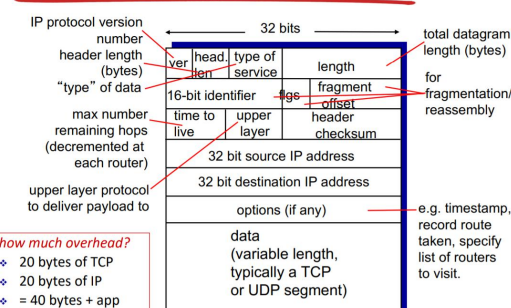 IP protocol version
number
header length
(bytes)
“type” of data
max number
remaining hops
(decremented at
each router)
upper layer protocol
to deliver payload to
how much overhead?
20 bytes of TCP
20 bytes of IP
= 40 bytes + app
32 bits
ver
head.
len
type of
service
length
16-bit identifier
flgs
fragment
offset
time to
live
upper
layer
header
checksum
32 bit source IP address
32 bit destination IP address
options (if any)
data
(variable length,
typically a TCP
or UDP segment)
total datagram
length (bytes)
for
fragmentation/
reassembly
e.g. timestamp,
record route
taken, specify
list of routers
to visit.